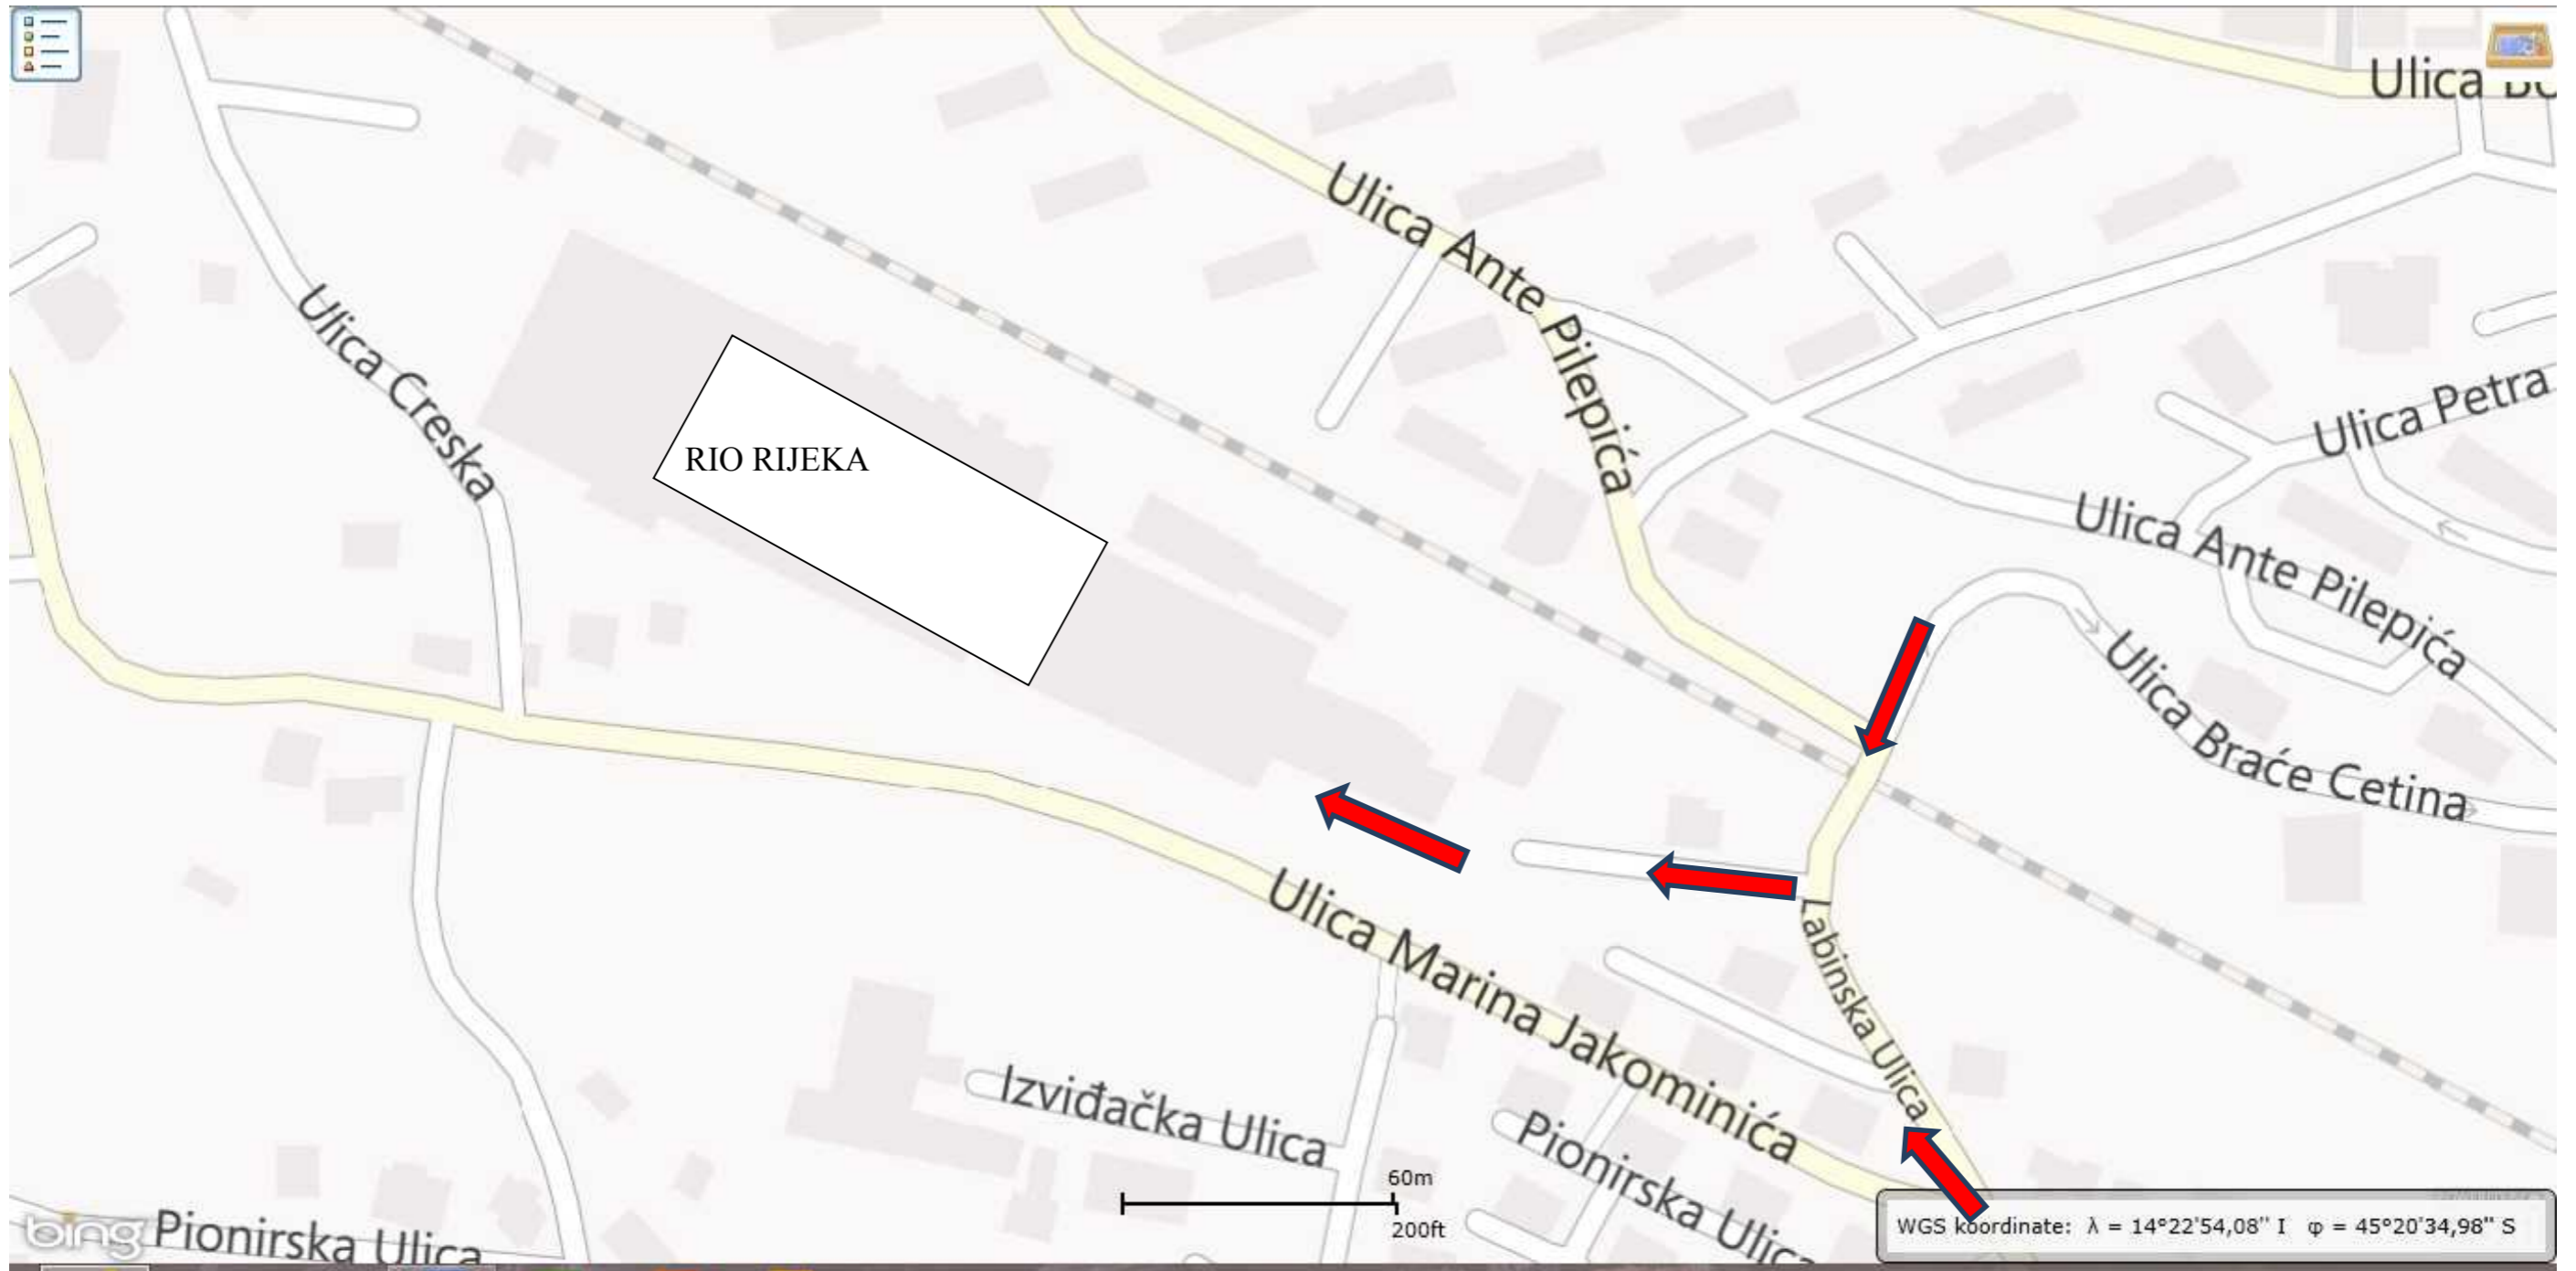 Ulica
Ulica Ante Pilepića
Ulica Creska
Ulica Petra
RIO RIJEKA
Ulica Ante Pilepića
Ulica Braće Cetina
Ulica Marina Jakominića
Labinska Ulica
Izviđačka Ulica
Pionirska Ulica
60m
200ft
WGS koordinate: λ = 14°22'54,08'' I φ = 45°20'34,98'' S
bing
Pionirska Ulica